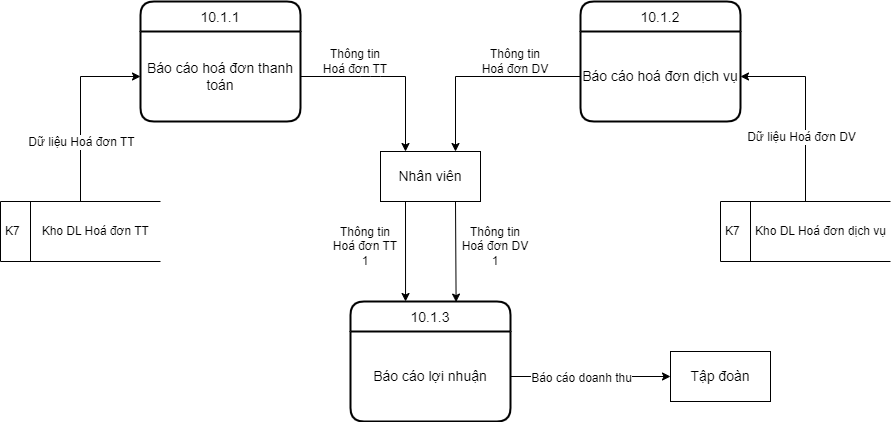 10.1.1
Báo cáo hoá đơn thanh
toán
Thông tin
Hoá đơn TT
Thông tin
Hoá đơn DV
10.1.2
Báo cáo hoá đơn dịch vụ
Dữ liệu Hoá đơn TT
Dữ liệu Hoá đơn DV
Nhân viên
K7
Kho DL Hoá đơn TT
Thông tin
Hoá đơn TT
1
Thông tin
Hoá đơn DV
1
K7
Kho DL Hoá đơn dịch vụ
10.1.3
Báo cáo lợi nhuận
Báo cáo doanh thu
Tập đoàn